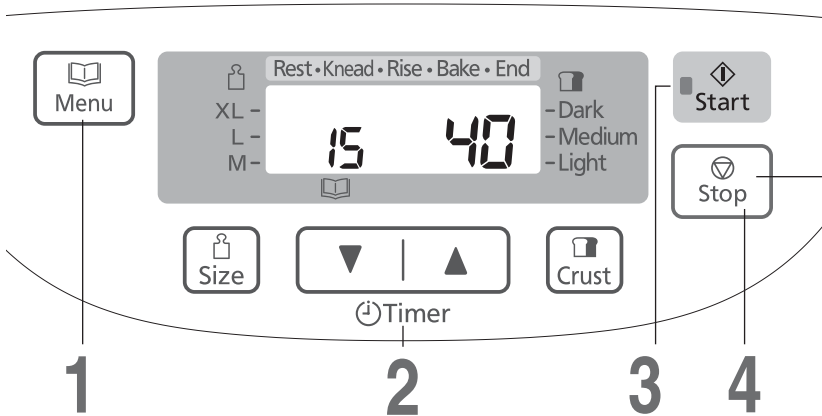 Rest • Knead • Rise • Bake • End
Menu
XL –
L –
M –
15
40
– Dark
– Medium
– Light
Start
Stop
Size
Timer
Crust
1
2
3
4